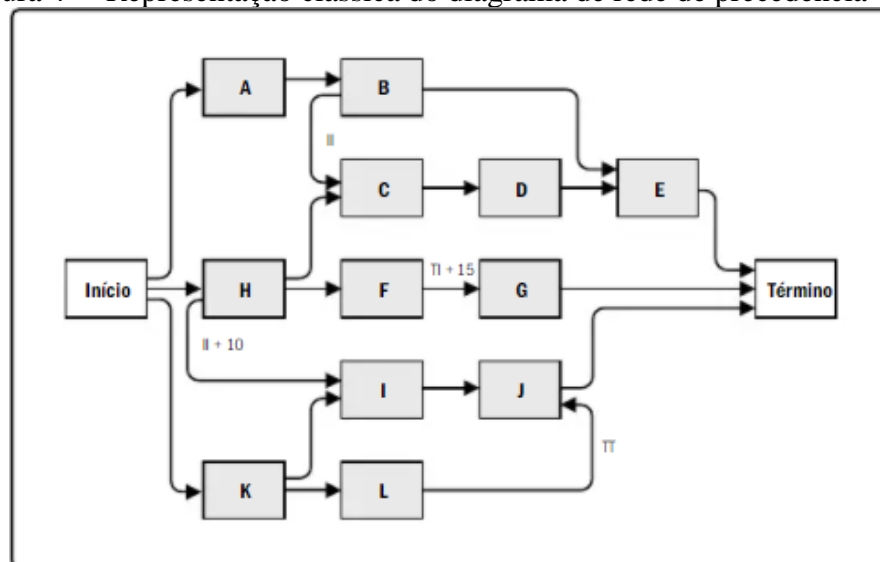 Representação clássica do diagrama de rede de precedência
A
B
II
C
D
E
Início
H
F
TI + 15
G
Término
II + 10
I
J
TT
K
L